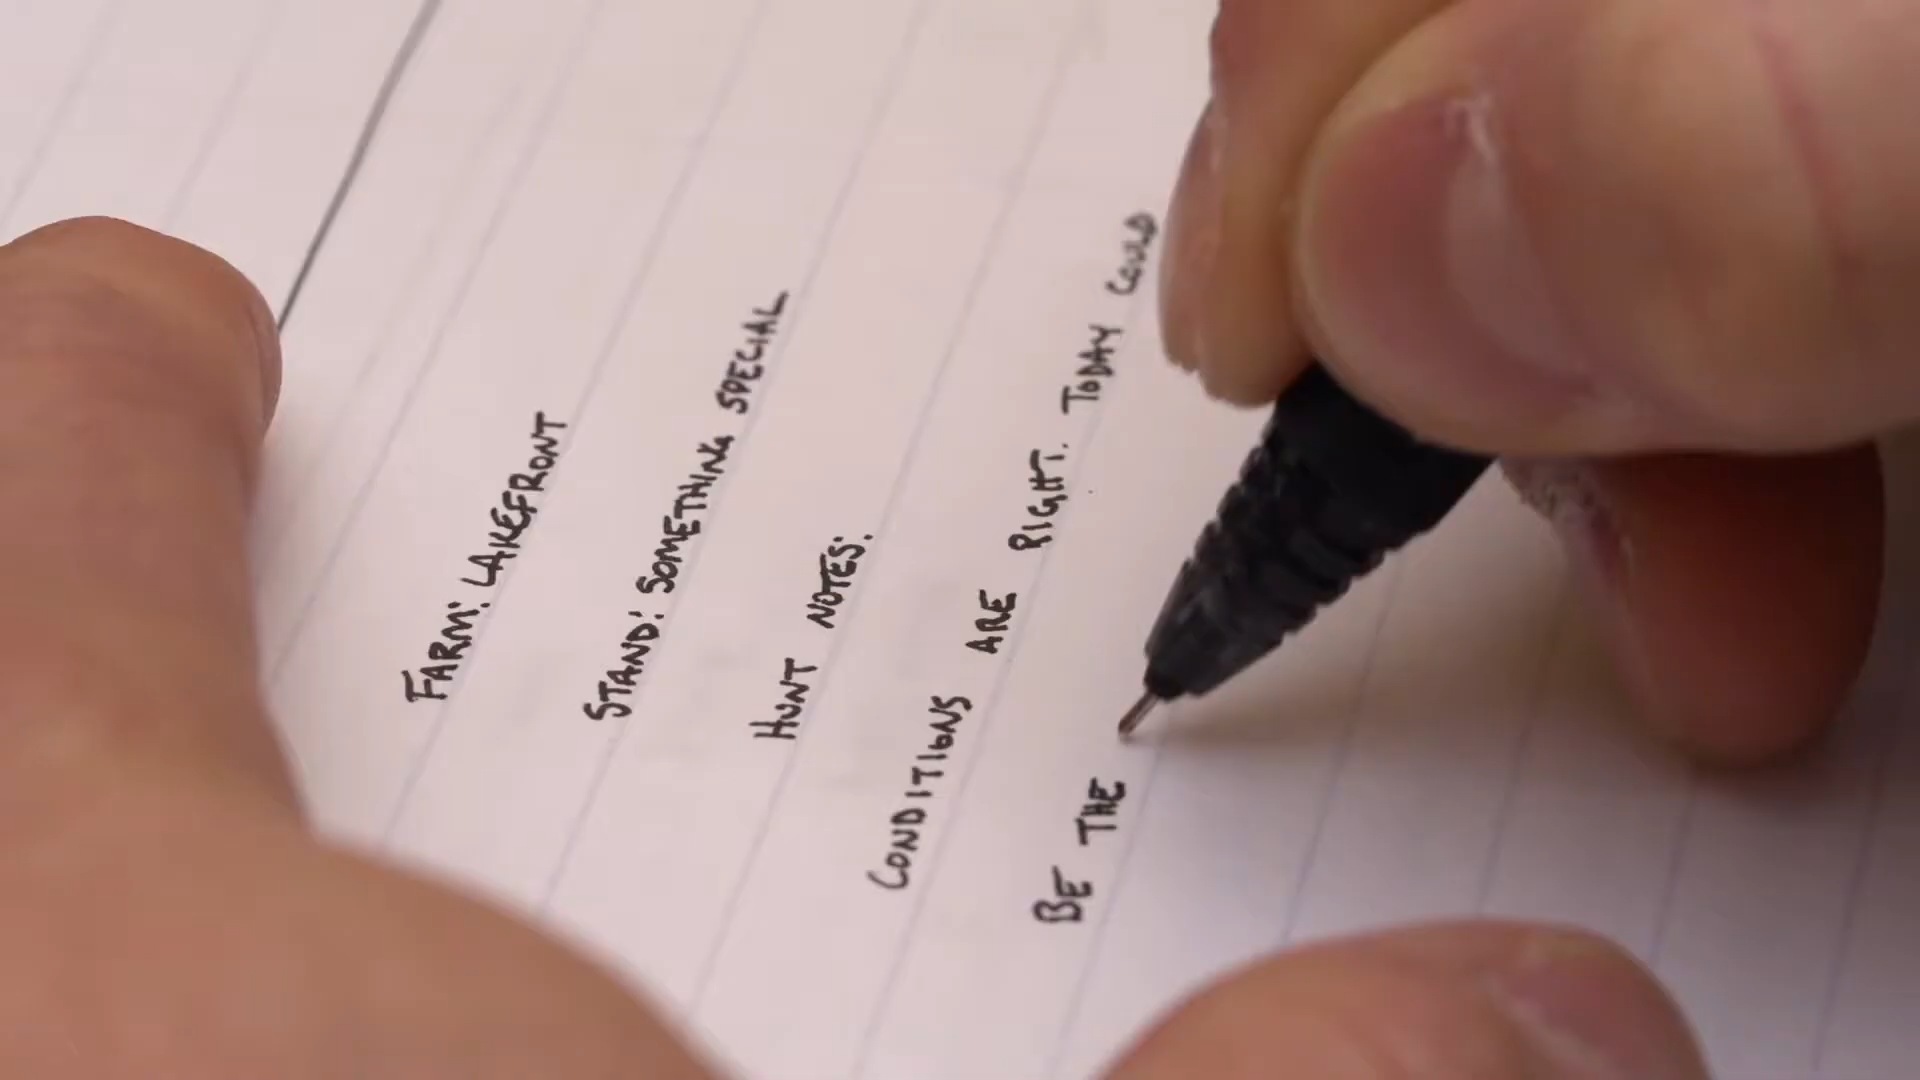 FARM: LAKEFRONT
STAND: SOMETHING SPECIAL
HUNT NOTES:
CONDITIONS ARE RIGHT. TODAY COULD
BE THE